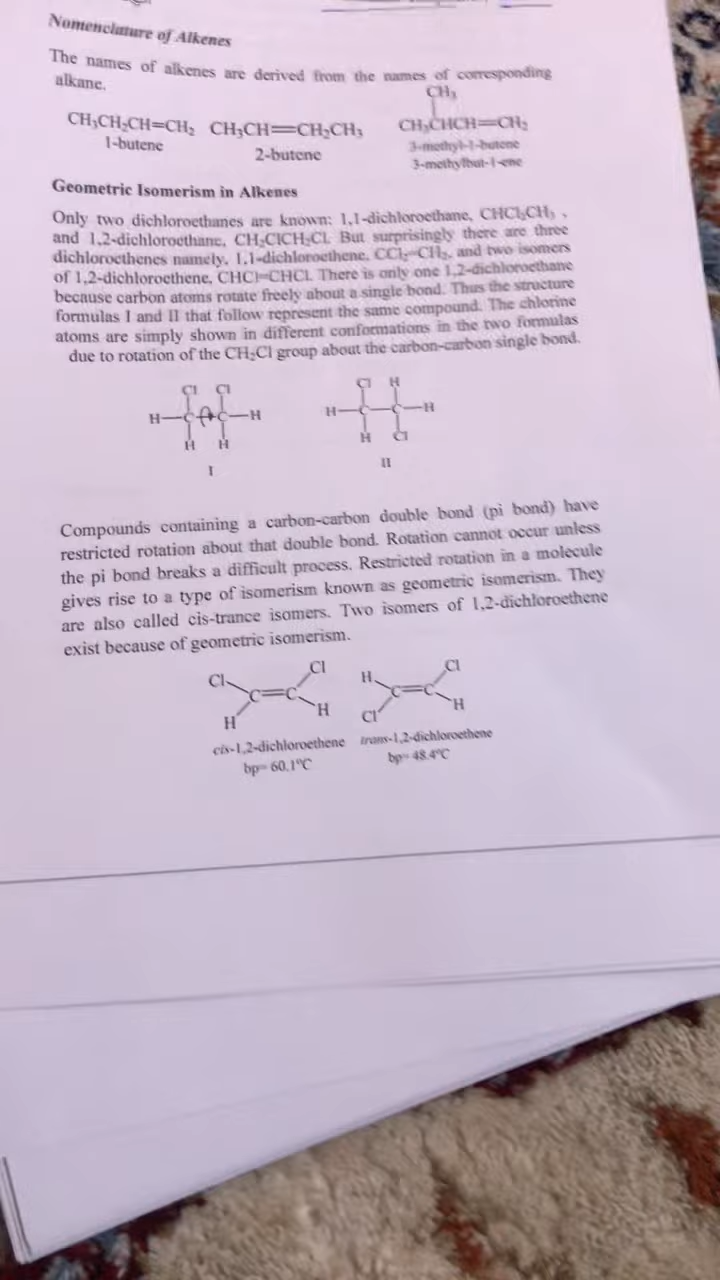 Nomenclature of Alkenes
The names of alkenes are derived from the names of corresponding
alkane.
CH₃
CH₃CH₂CH=CH₂ CH₃CH=CH₂CH₃ CH₃CHCH=CH₂
1-butene 2-butene 3-methyl-1-butene
3-methylbut-1-ene
Geometric Isomerism in Alkenes
Only two dichloroethanes are known: 1,1-dichloroethane, CHCl₂CH₃ ,
and 1,2-dichloroethane, CH₂ClCH₂Cl. But surprisingly there are three
dichloroethenes namely, 1,1-dichloroethene, CCl₂=CH₂, and two isomers
of 1,2-dichloroethene, CHCl=CHCl. There is only one 1,2-dichloroethane
because carbon atoms rotate freely about a single bond. Thus the structure
formulas I and II that follow represent the same compound. The chlorine
atoms are simply shown in different conformations in the two formulas
due to rotation of the CH₂Cl group about the carbon-carbon single bond.
Cl Cl Cl H
H—C C—H H—C—C—H
H H H Cl
I II
Compounds containing a carbon-carbon double bond (pi bond) have
restricted rotation about that double bond. Rotation cannot occur unless
the pi bond breaks a difficult process. Restricted rotation in a molecule
gives rise to a type of isomerism known as geometric isomerism. They
are also called cis-trance isomers. Two isomers of 1,2-dichloroethene
exist because of geometric isomerism.
Cl Cl H Cl
C=C C=C
H H Cl H
cis-1,2-dichloroethene trans-1,2-dichloroethene
bp= 60.1°C bp= 48.4°C